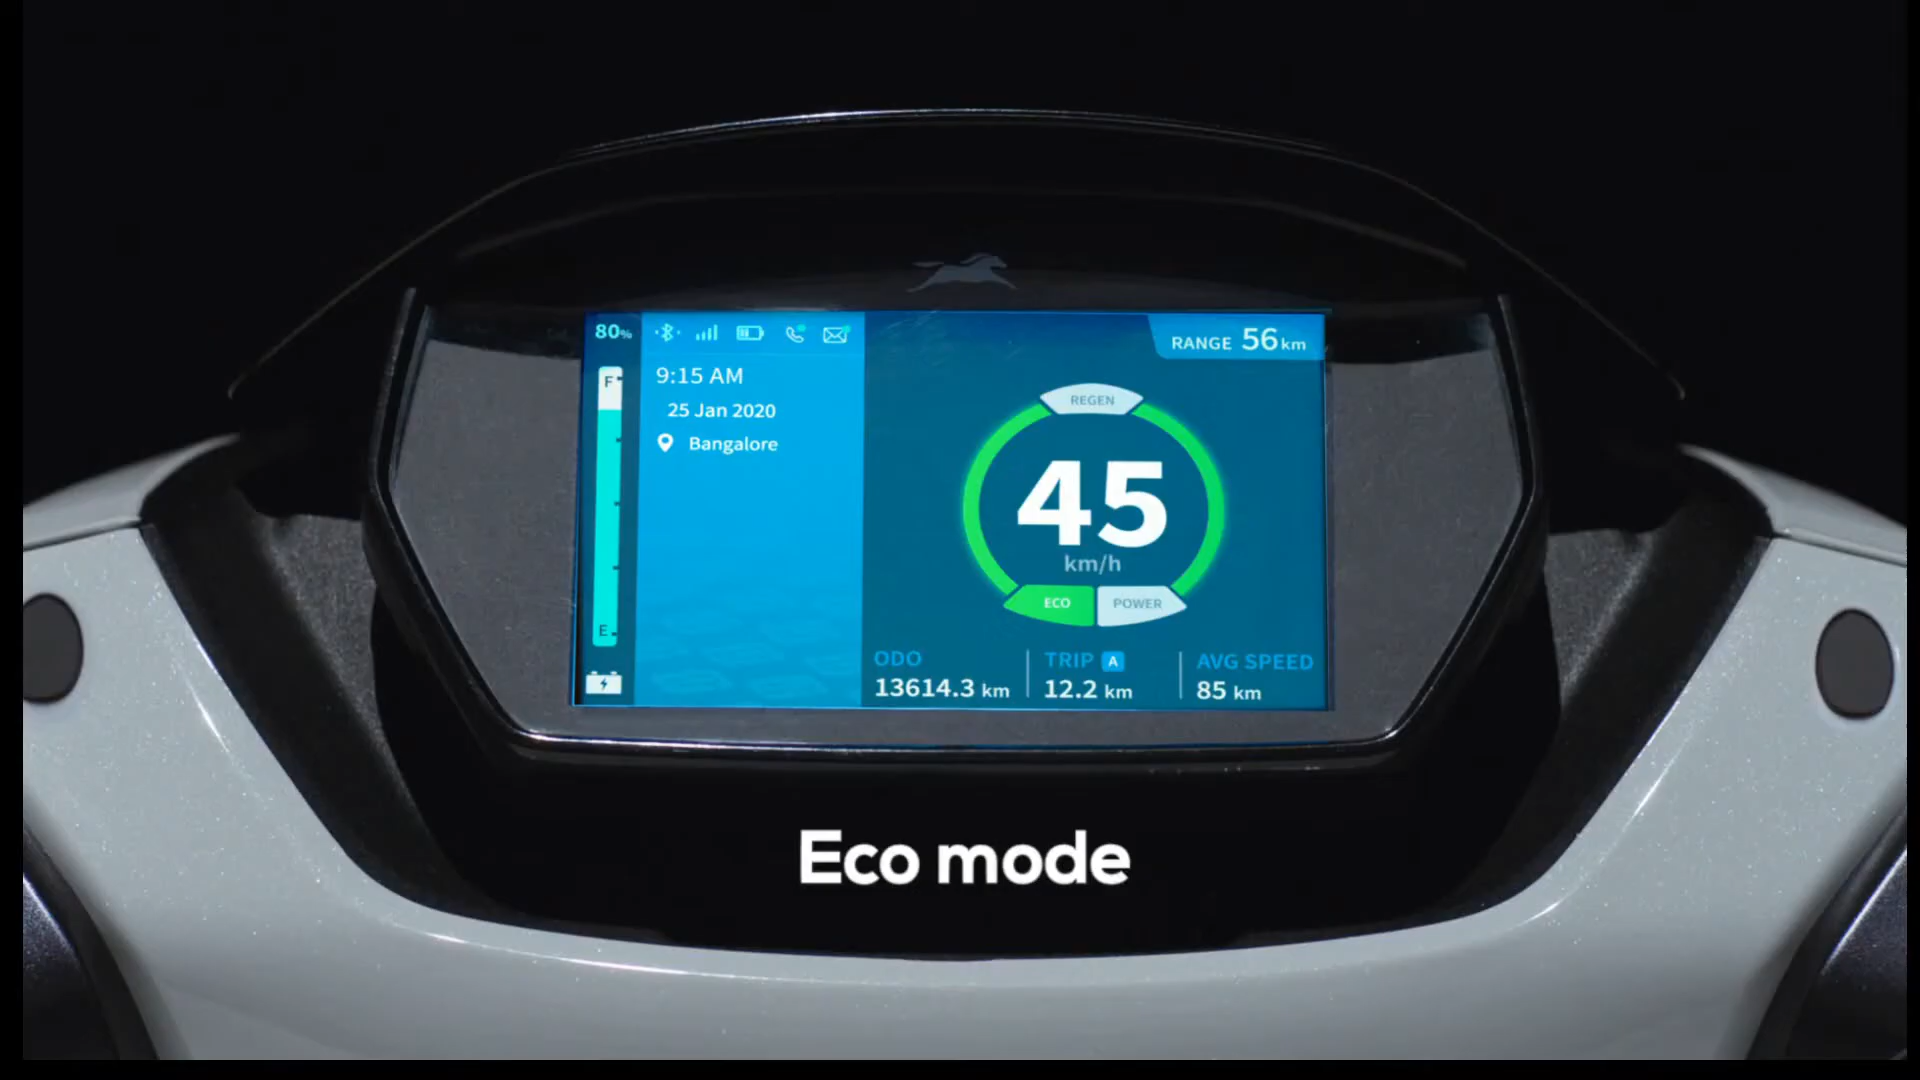 80%
9:15 AM
25 Jan 2020
Bangalore
F
E
RANGE 56 km
REGEN
45
km/h
ECO POWER
ODO
13614.3 km
TRIP A
12.2 km
AVG SPEED
85 km
Eco mode